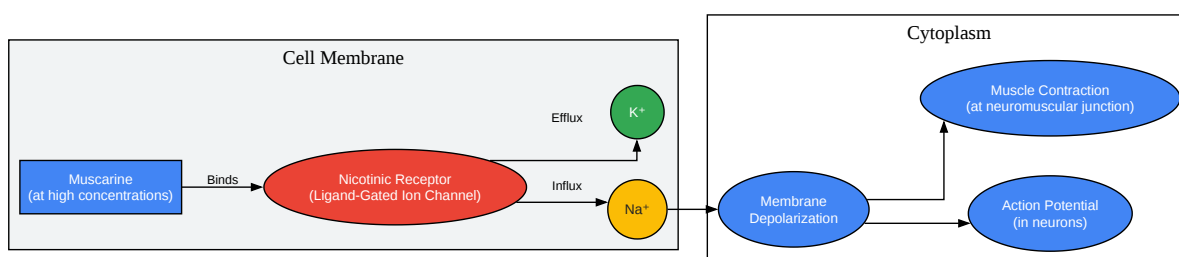 Cell Membrane
Muscarine
(at high concentrations)
Binds
Nicotinic Receptor
(Ligand-Gated Ion Channel)
Efflux
K⁺
Influx
Na⁺
Cytoplasm
Membrane
Depolarization
Muscle Contraction
(at neuromuscular junction)
Action Potential
(in neurons)